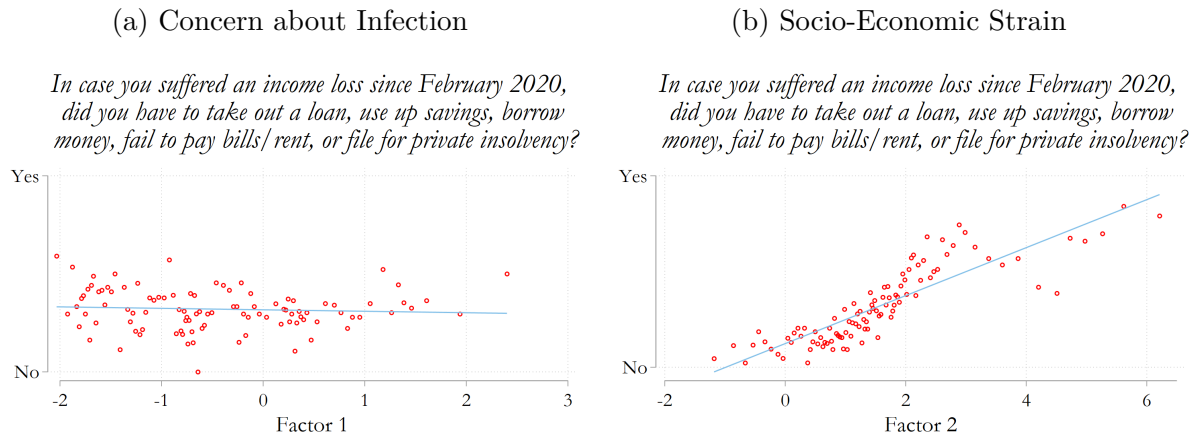 (a) Concern about Infection
In case you suffered an income loss since February 2020,
did you have to take out a loan, use up savings, borrow
money, fail to pay bills/rent, or file for private insolvency?
Yes
No
-2 -1 0 1 2 3
Factor 1
(b) Socio-Economic Strain
In case you suffered an income loss since February 2020,
did you have to take out a loan, use up savings, borrow
money, fail to pay bills/rent, or file for private insolvency?
Yes
No
-2 0 2 4 6
Factor 2